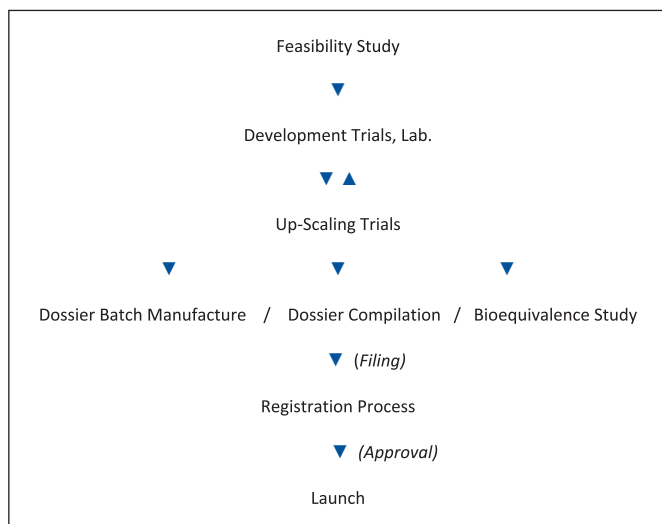 Feasibility Study
Development Trials, Lab.
Up-Scaling Trials
Dossier Batch Manufacture / Dossier Compilation / Bioequivalence Study
(Filing)
Registration Process
(Approval)
Launch